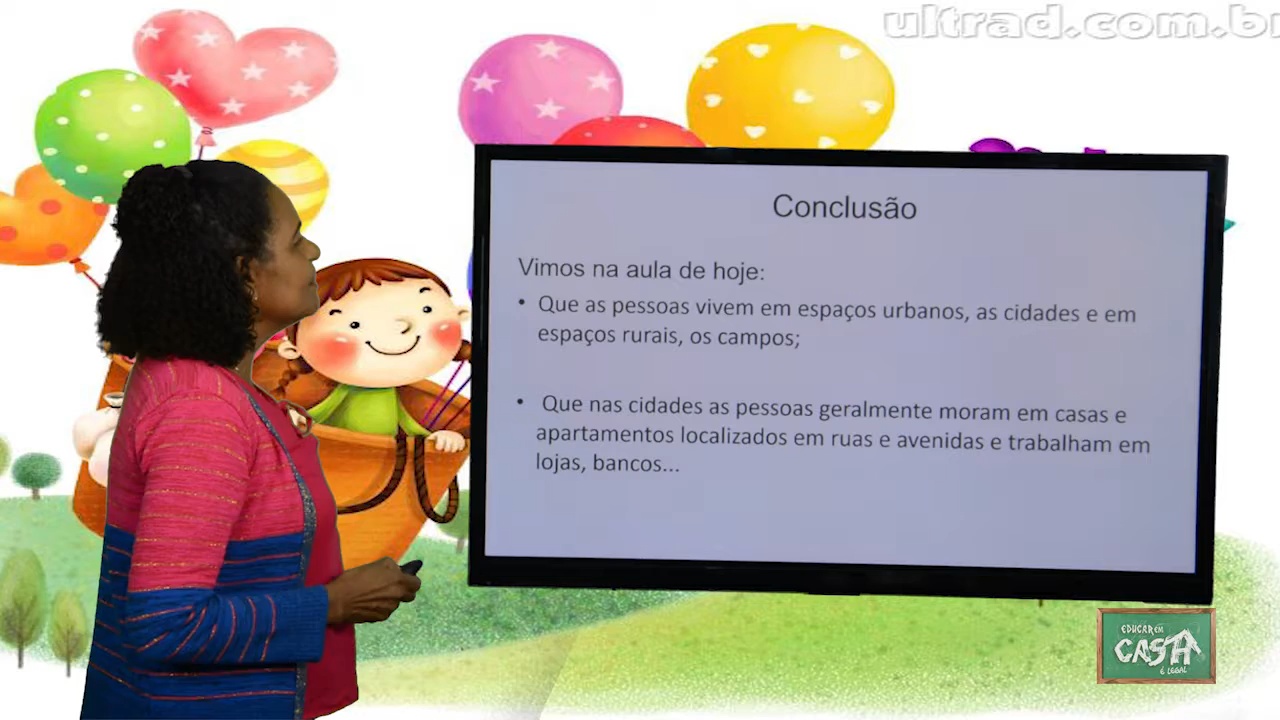 ultrad.com.b
Conclusão
Vimos na aula de hoje:
• Que as pessoas vivem em espaços urbanos, as cidades e em
espaços rurais, os campos;
• Que nas cidades as pessoas geralmente moram em casas e
apartamentos localizados em ruas e avenidas e trabalham em
lojas, bancos...
EDUCAR EM
CASA
É LEGAL